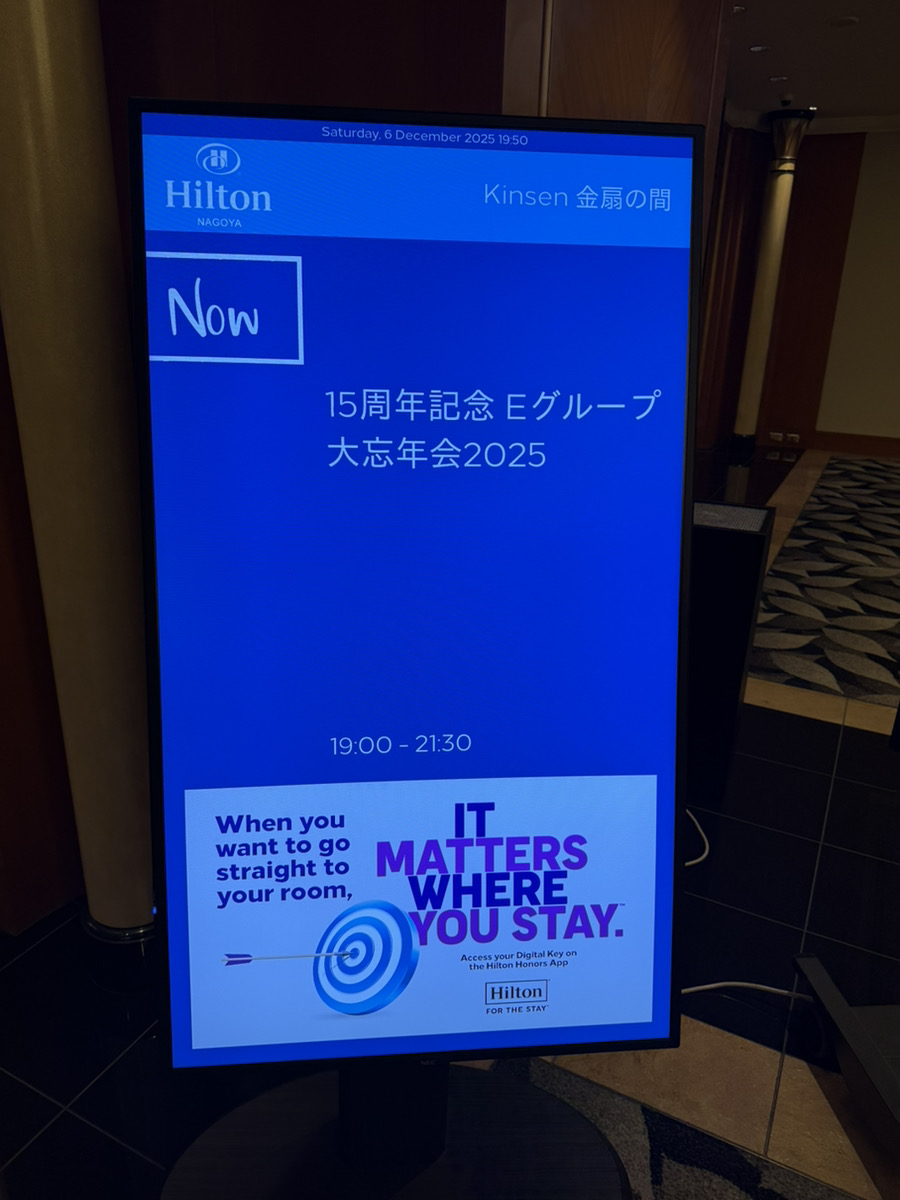 Saturday, 6 December 2025 19:50
Hilton
NAGOYA
Kinsen 金扇の間
Now
15周年記念 Eグループ
大忘年会2025
19:00 - 21:30
When you
want to go
straight to
your room,
IT
MATTERS
WHERE
YOU STAY.™
Access your Digital Key on
the Hilton Honors App
Hilton
FOR THE STAY™